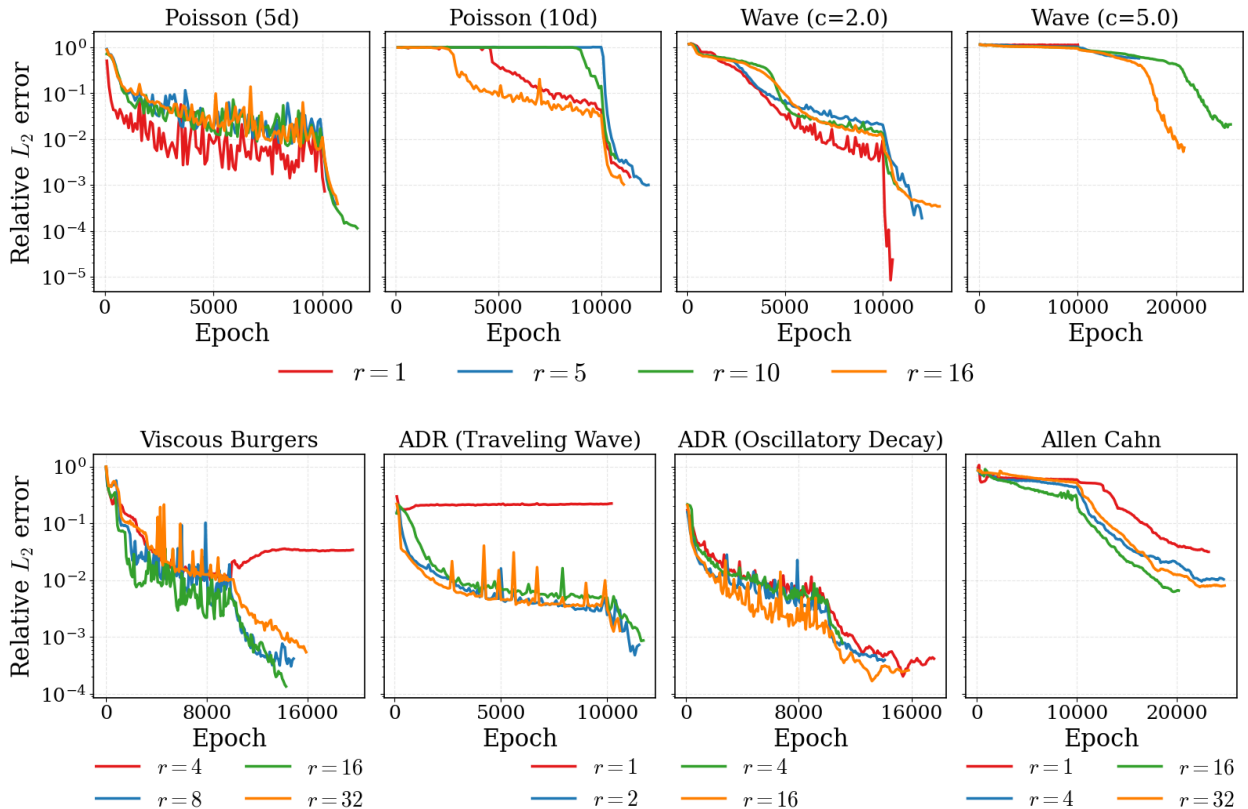 Poisson (5d)
Poisson (10d)
Wave (c=2.0)
Wave (c=5.0)
Relative L₂ error
10⁰
10⁻¹
10⁻²
10⁻³
10⁻⁴
10⁻⁵
0 5000 10000
0 5000 10000
0 5000 10000
0 10000 20000
Epoch
Epoch
Epoch
Epoch
r = 1 r = 5 r = 10 r = 16
Viscous Burgers
ADR (Traveling Wave)
ADR (Oscillatory Decay)
Allen Cahn
Relative L₂ error
10⁰
10⁻¹
10⁻²
10⁻³
10⁻⁴
0 8000 16000
0 5000 10000
0 8000 16000
0 10000 20000
Epoch
Epoch
Epoch
Epoch
r = 4 r = 16
r = 8 r = 32
r = 1 r = 4
r = 2 r = 16
r = 1 r = 16
r = 4 r = 32